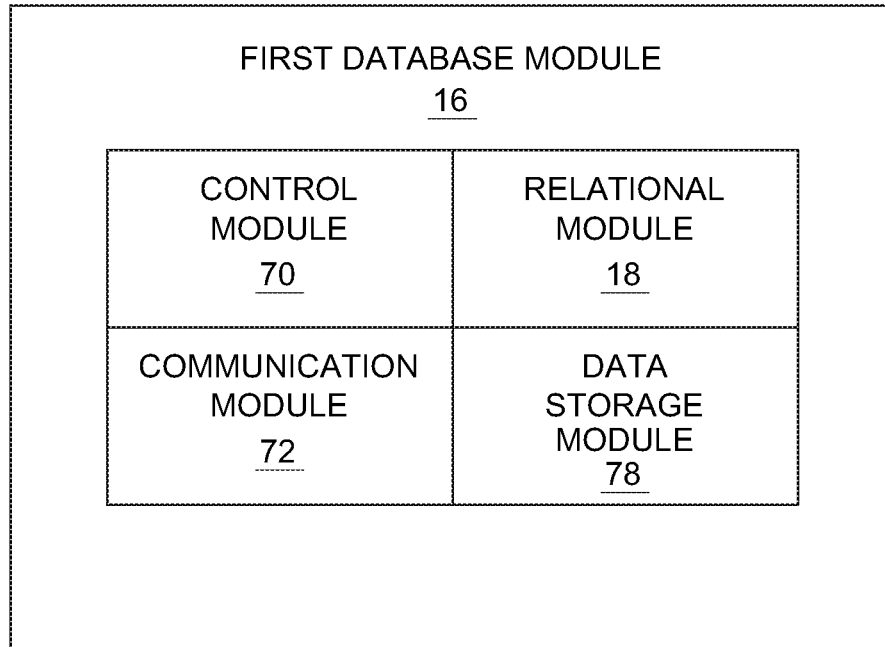 FIRST DATABASE MODULE
16
CONTROL
MODULE
70
RELATIONAL
MODULE
18
COMMUNICATION
MODULE
72
DATA
STORAGE
MODULE
78